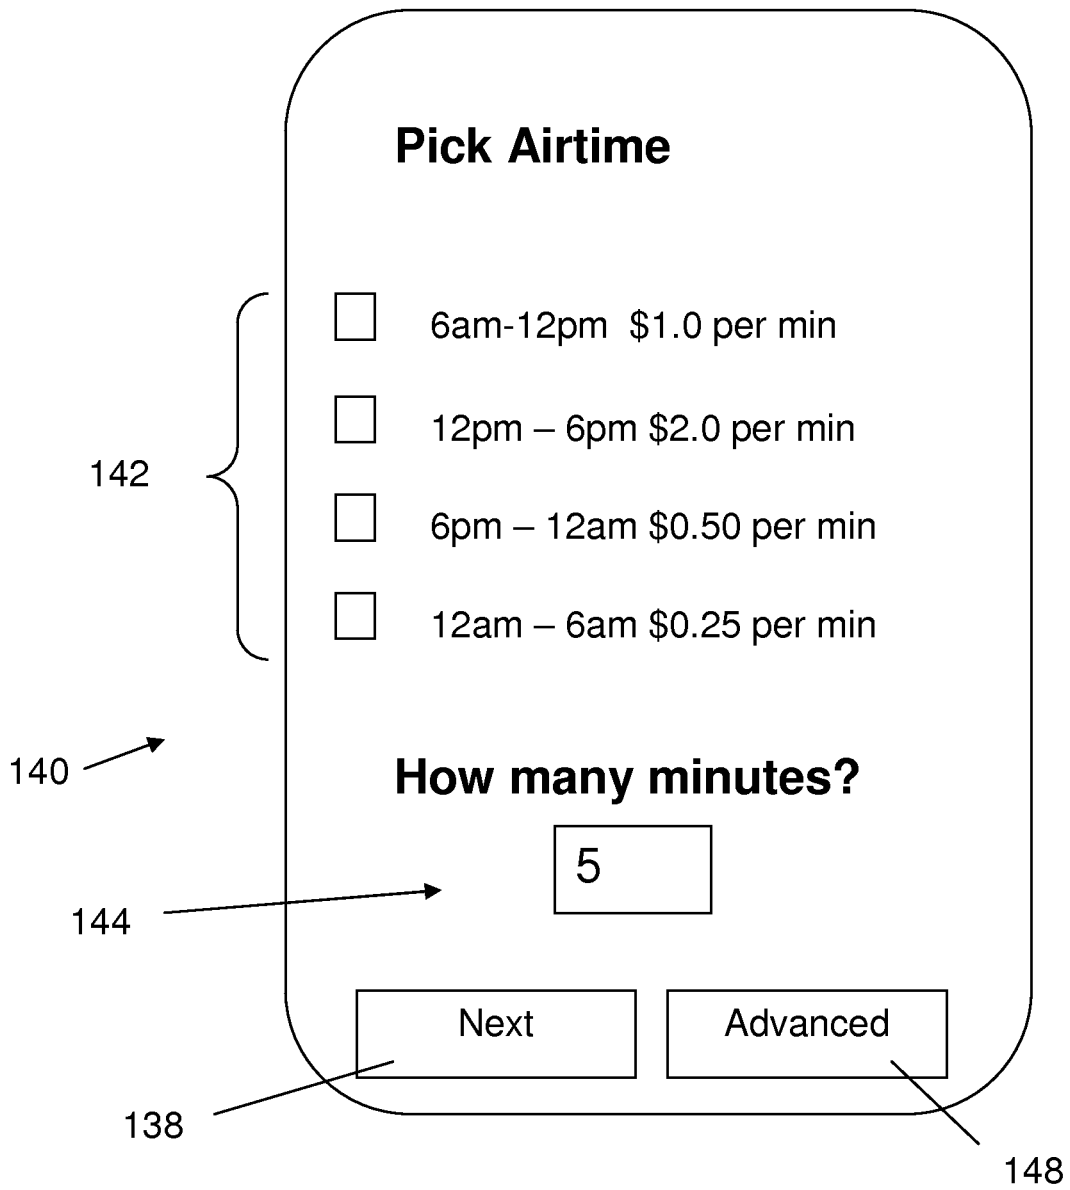 Pick Airtime
6am-12pm  $1.0 per min
12pm – 6pm $2.0 per min
142
6pm – 12am $0.50 per min
12am – 6am $0.25 per min
140
How many minutes?
5
144
Next
Advanced
138
148